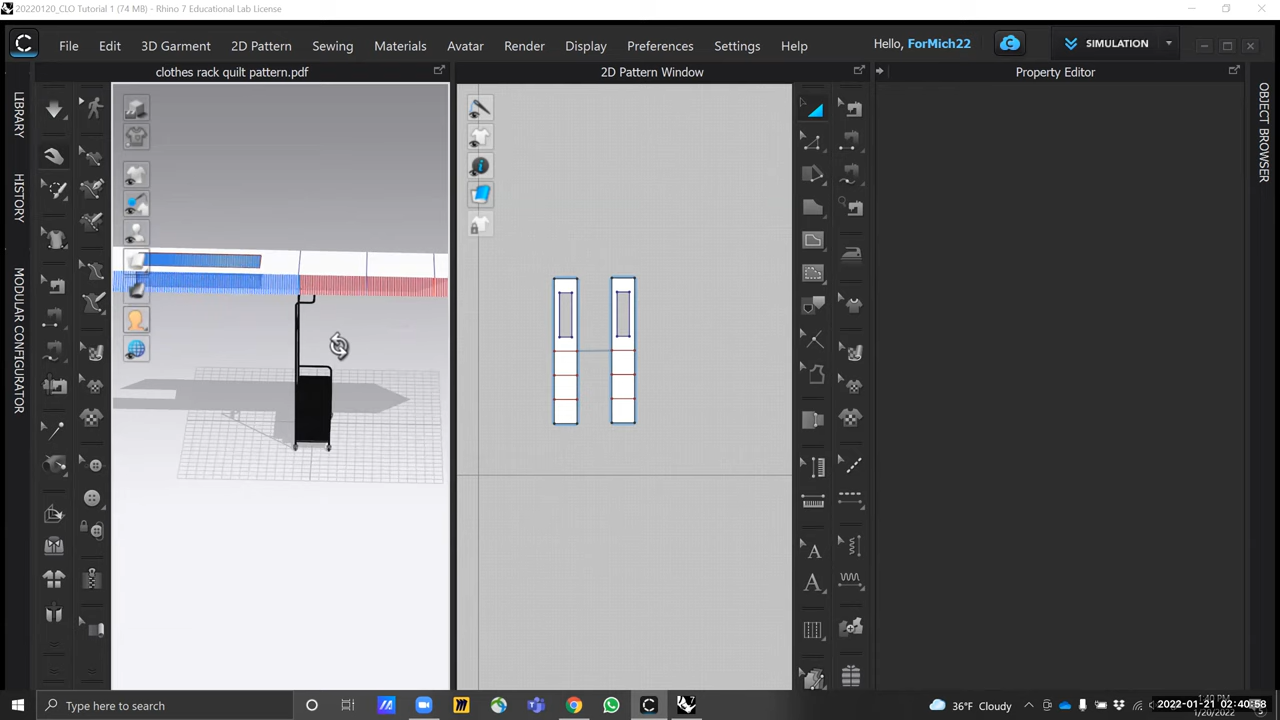 20220120_CLO Tutorial 1 (74 MB) - Rhino 7 Educational Lab License
File Edit 3D Garment 2D Pattern Sewing Materials Avatar Render Display Preferences Settings Help Hello, ForMich22 SIMULATION
clothes rack quilt pattern.pdf 2D Pattern Window Property Editor
LIBRARY
HISTORY
MODULAR CONFIGURATOR
OBJECT BROWSER
A
A
Type here to search
36°F Cloudy
2022-01-21 02:40:58